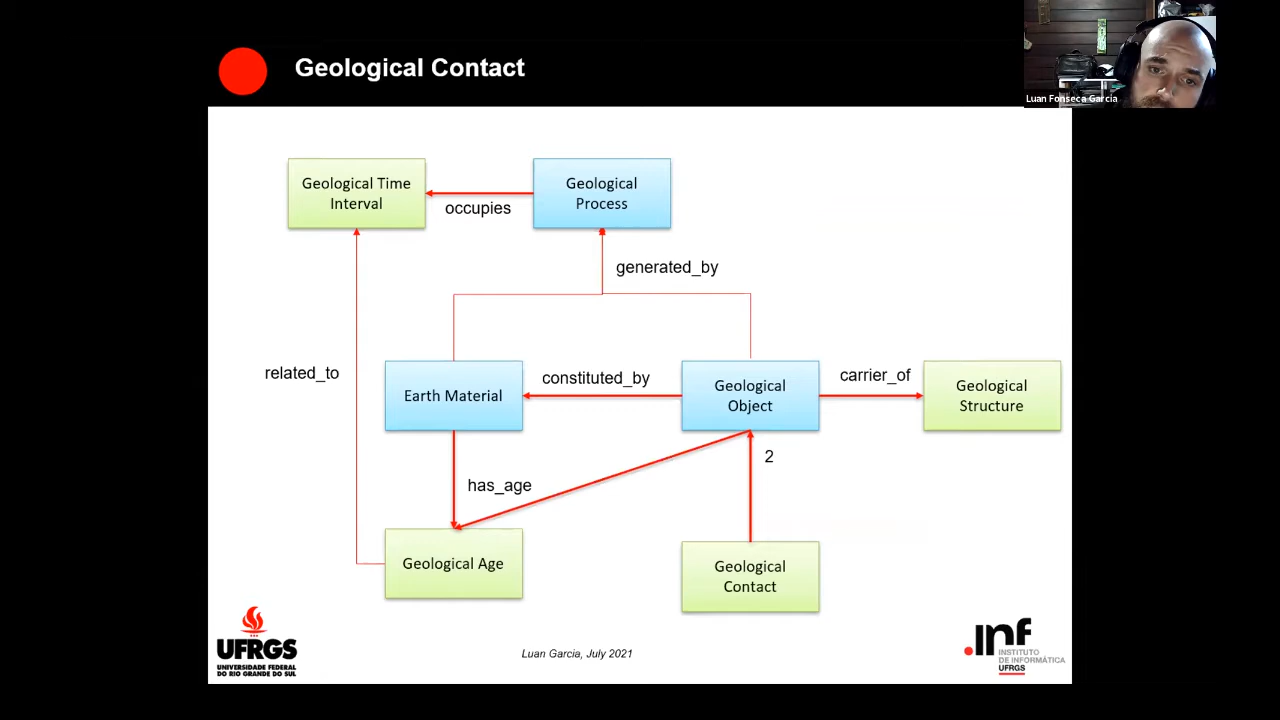 Geological Contact
Luan Fonseca Garcia
Geological Time
Interval
Geological
Process
occupies
generated_by
related_to
Earth Material
constituted_by
Geological
Object
carrier_of
Geological
Structure
has_age
2
Geological Age
Geological
Contact
UFRGS
UNIVERSIDADE FEDERAL
DO RIO GRANDE DO SUL
Luan Garcia, July 2021
.inf
INSTITUTO
DE INFORMÁTICA
UFRGS